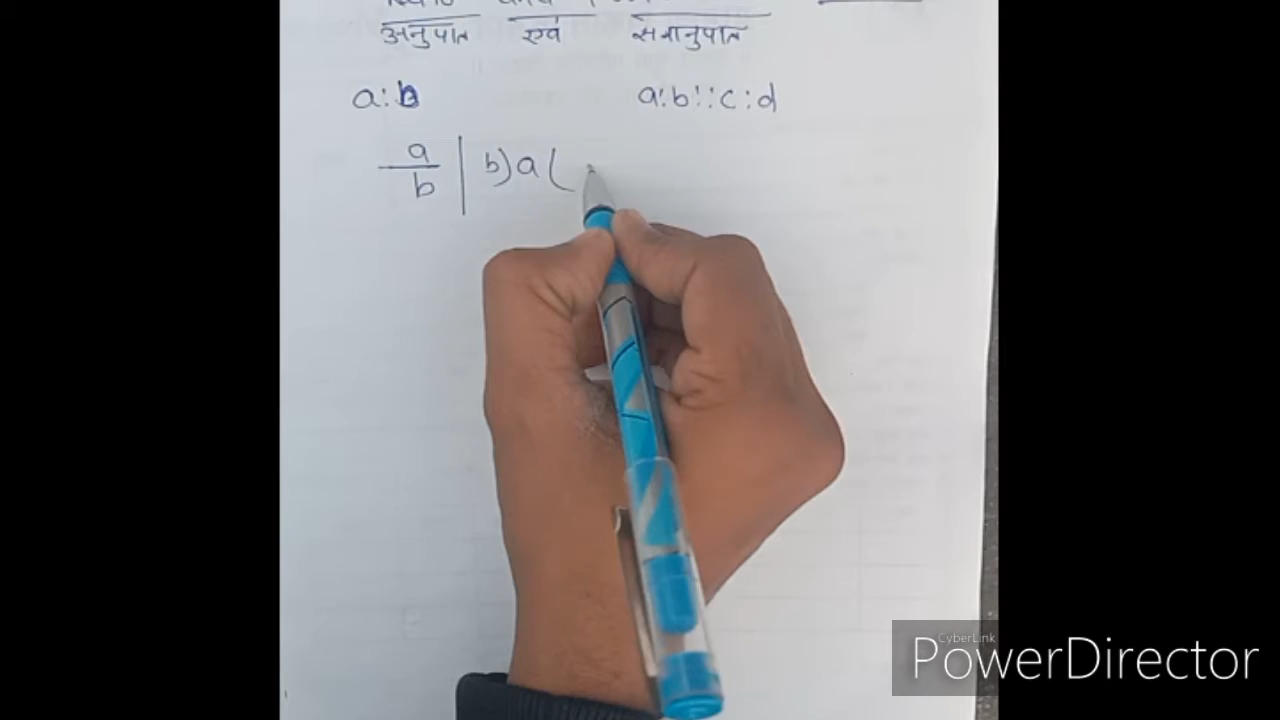 अनुपात एवं समानुपात
a:b a:b::c:d
a/b | b)a(
CyberLink
PowerDirector